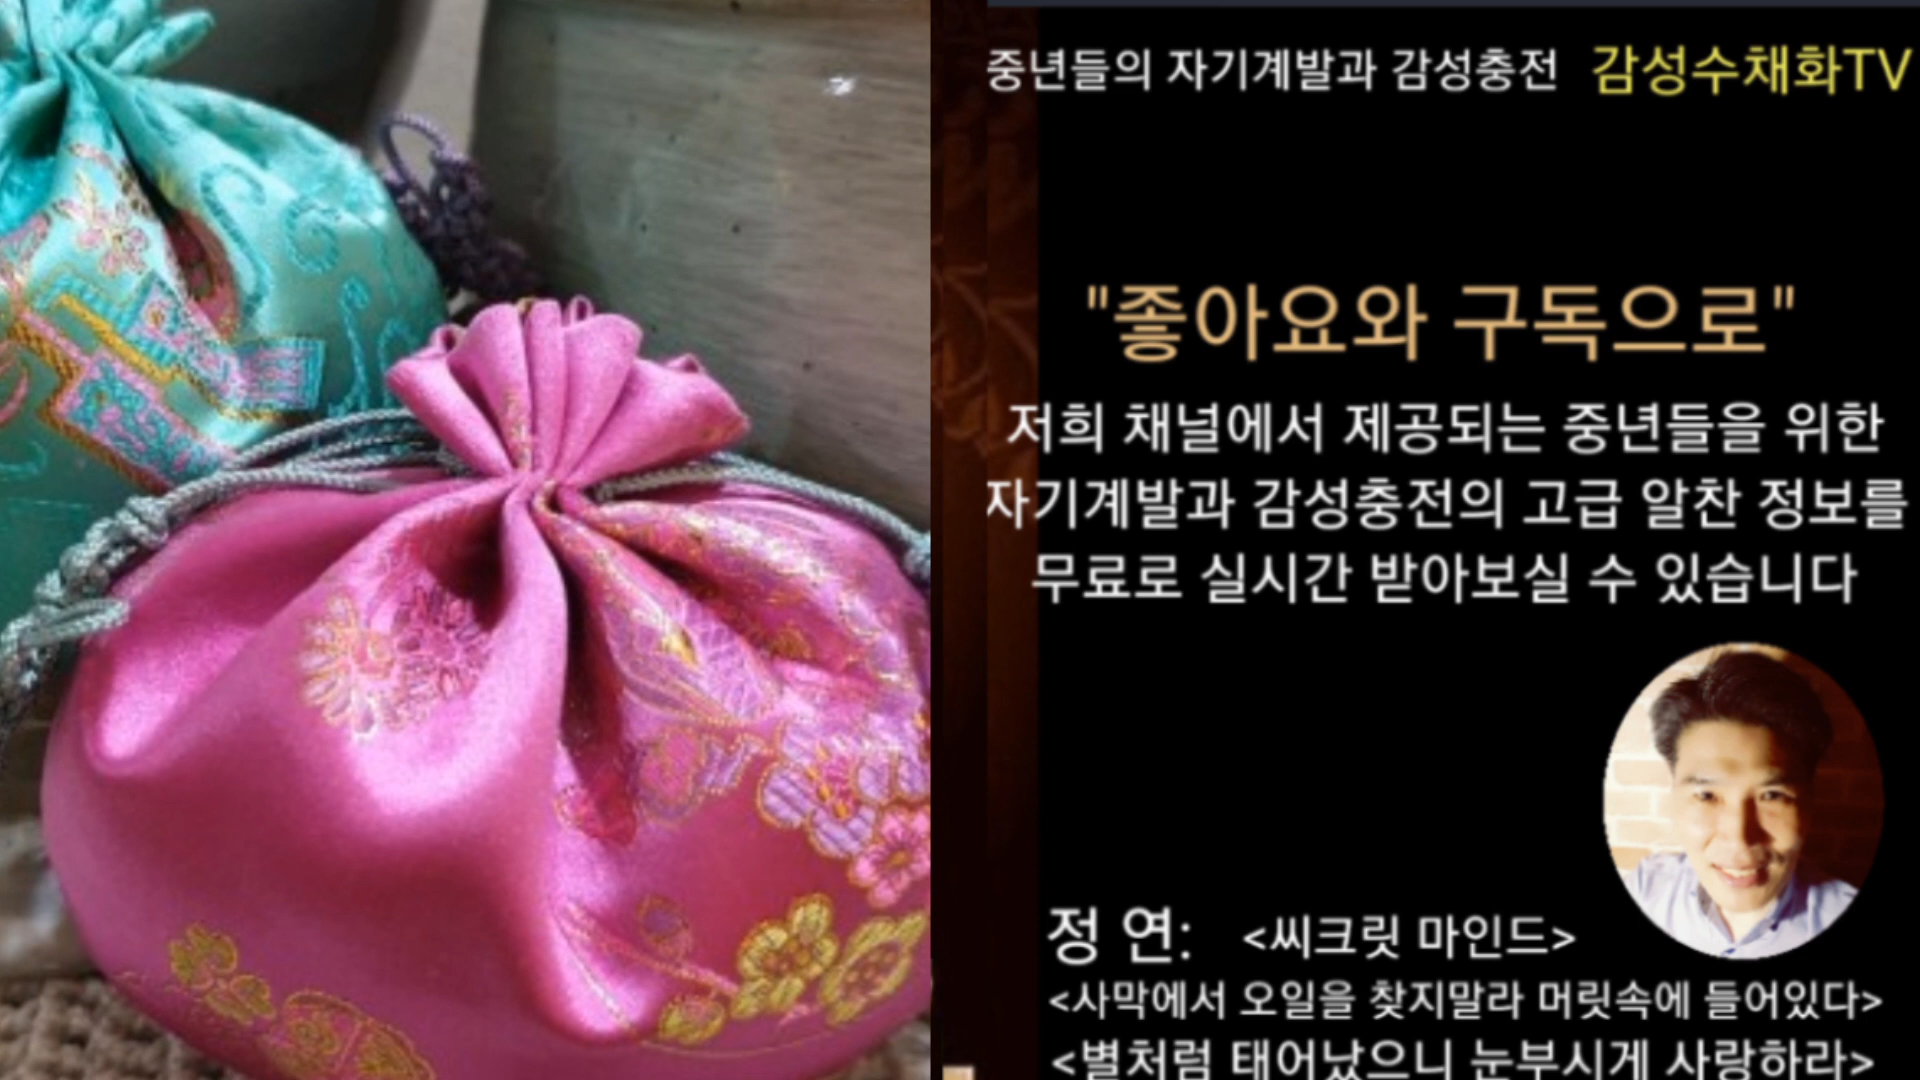 중년들의 자기계발과 감성충전 감성수채화TV
"좋아요와 구독으로"
저희 채널에서 제공되는 중년들을 위한
자기계발과 감성충전의 고급 알찬 정보를
무료로 실시간 받아보실 수 있습니다
정 연: <씨크릿 마인드>
<사막에서 오일을 찾지말라 머릿속에 들어있다>
<별처럼 태어났으니 눈부시게 사랑하라>